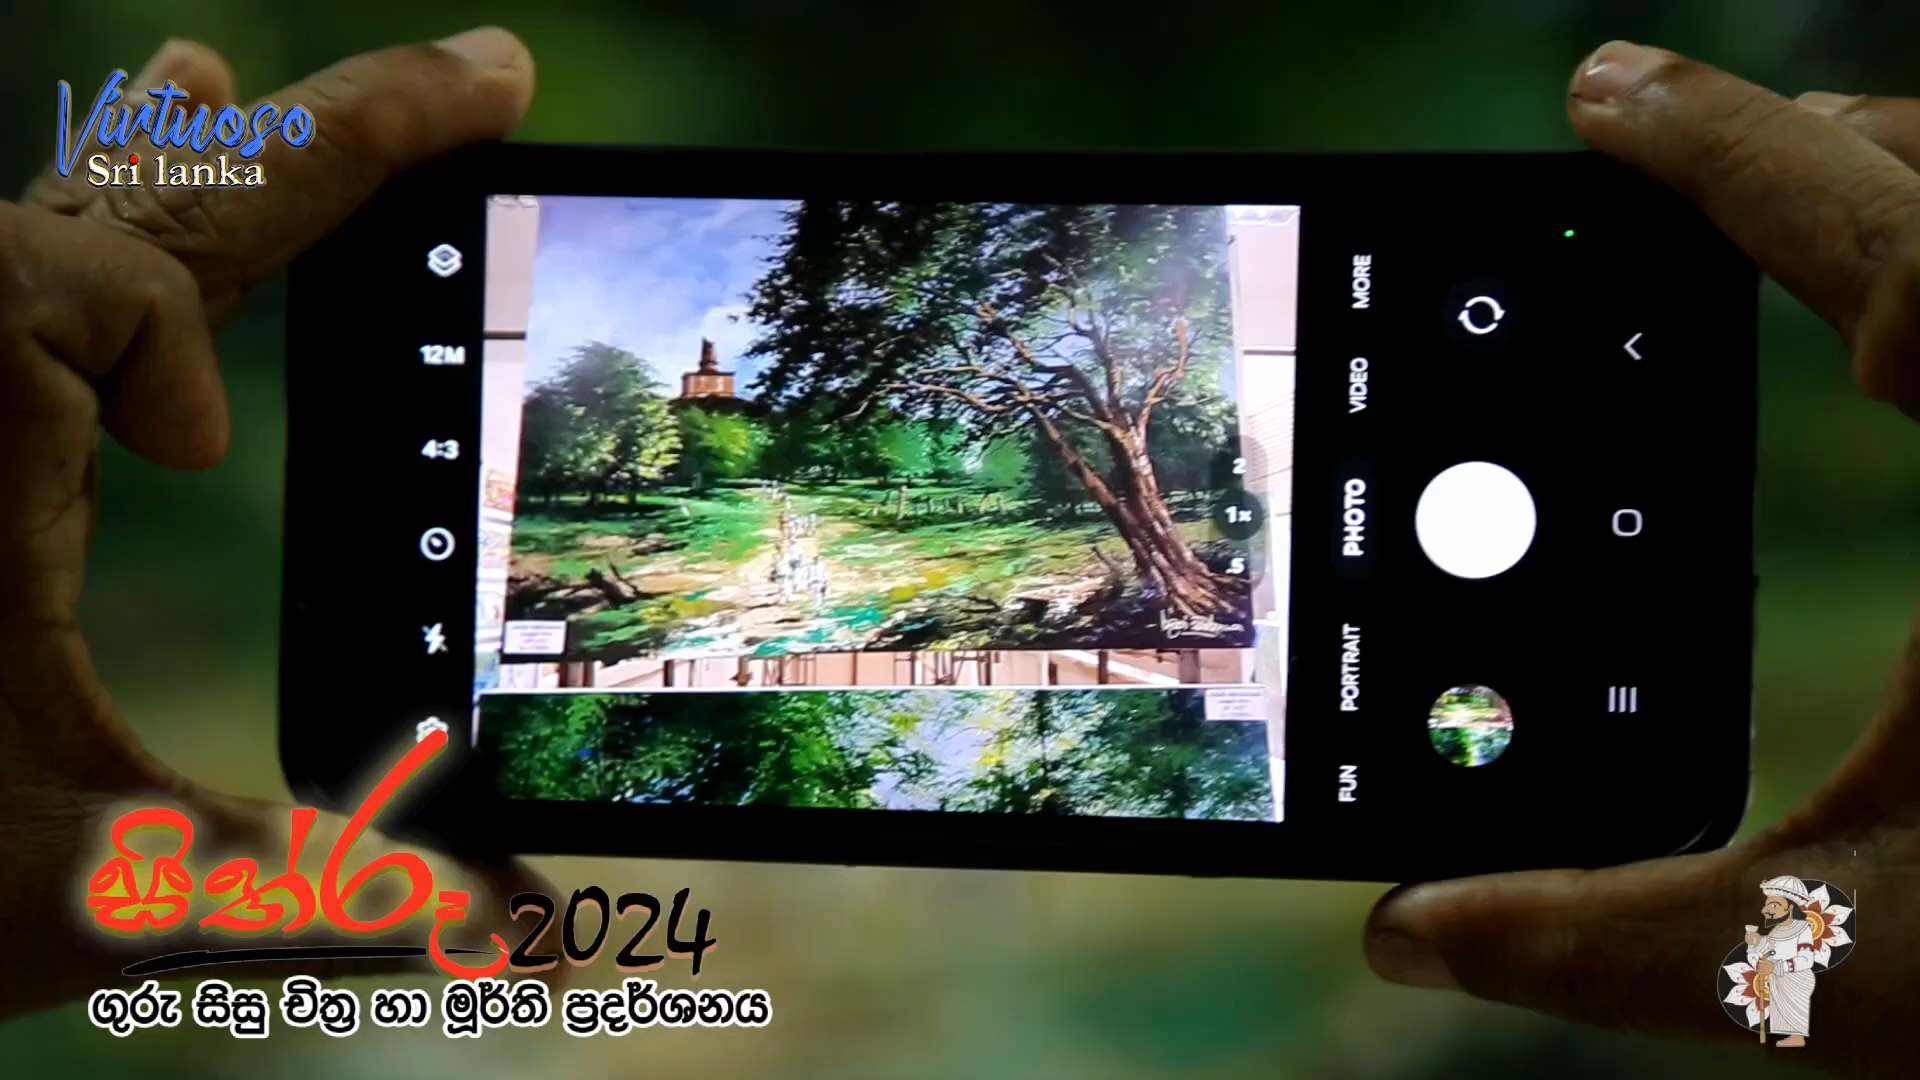 Virtuoso
Sri lanka
12M
4:3
2
1x
.5
MORE
VIDEO
PHOTO
PORTRAIT
FUN
සිත්රූ 2024
ගුරු සිසු චිත්‍ර හා මූර්ති ප්‍රදර්ශනය